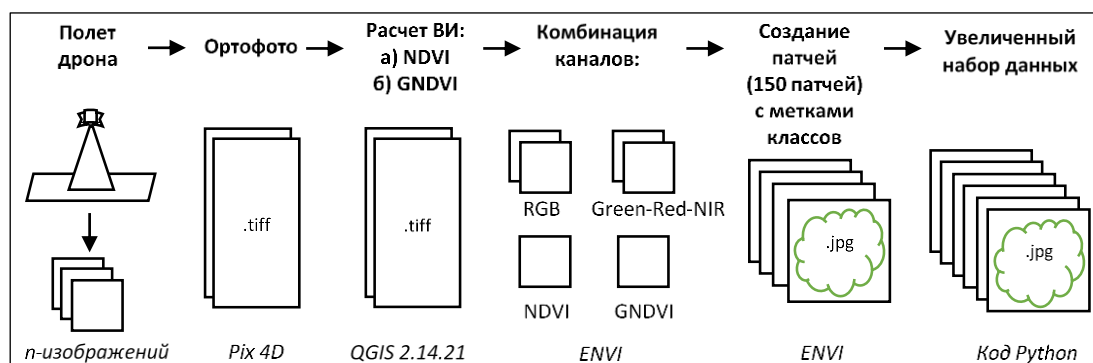 Полет
дрона
Ортофото
Расчет ВИ:
а) NDVI
б) GNDVI
Комбинация
каналов:
Создание
патчей
(150 патчей)
с метками
классов
Увеличенный
набор данных
.tiff
.tiff
RGB
Green-Red-NIR
NDVI
GNDVI
.jpg
.jpg
n-изображений
Pix 4D
QGIS 2.14.21
ENVI
ENVI
Код Python